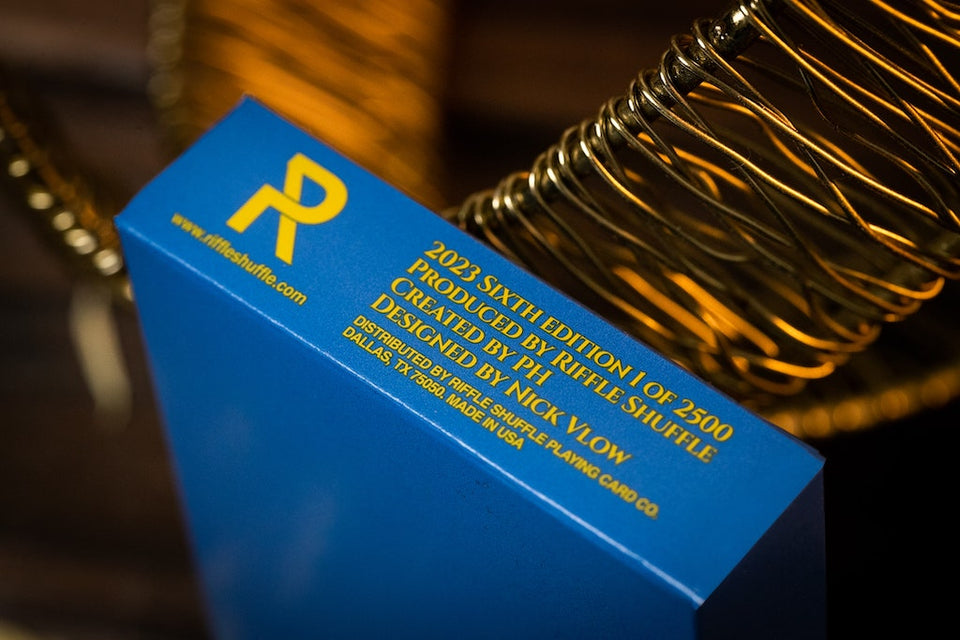 R
www.riffleshuffle.com
2023 Sixth Edition 1 of 2500
Produced by Riffle Shuffle
Created by PH
Designed by Nick Vlow
DISTRIBUTED BY RIFFLE SHUFFLE PLAYING CARD CO.
DALLAS, TX 75050. MADE IN USA